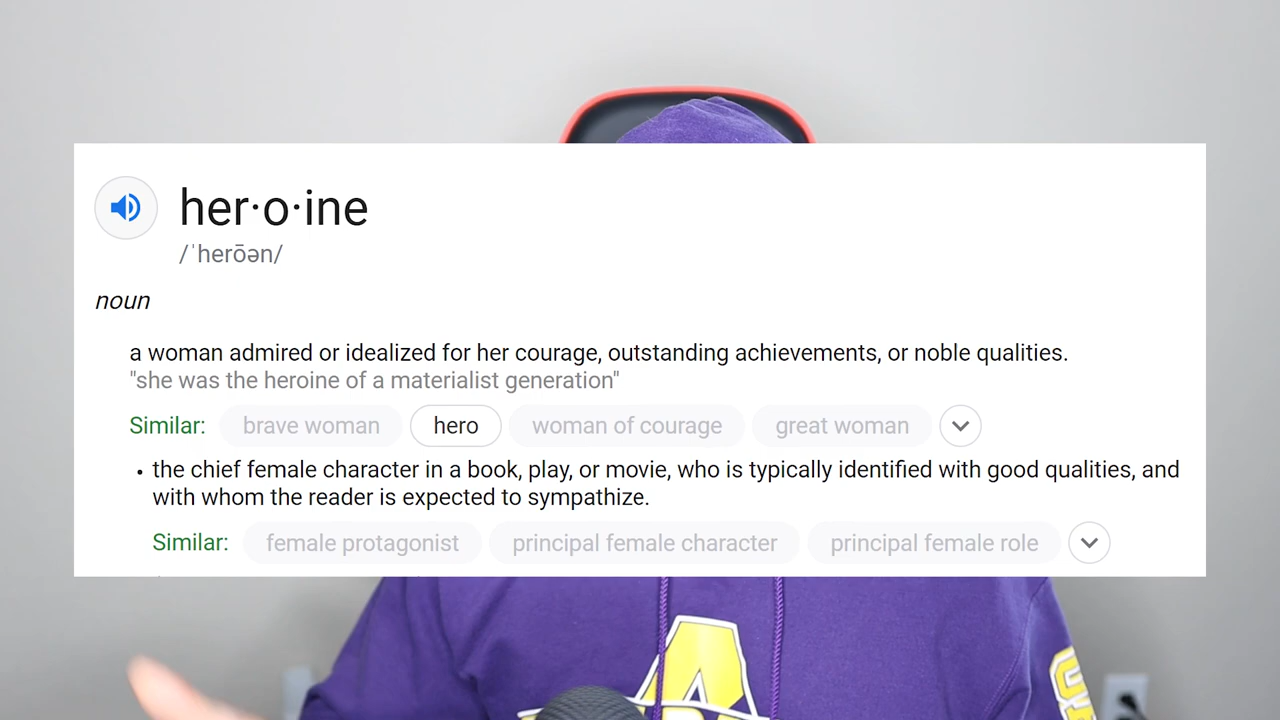 her·o·ine
/ˈherōən/
noun
a woman admired or idealized for her courage, outstanding achievements, or noble qualities.
"she was the heroine of a materialist generation"
Similar: brave woman hero woman of courage great woman
• the chief female character in a book, play, or movie, who is typically identified with good qualities, and
with whom the reader is expected to sympathize.
Similar: female protagonist principal female character principal female role